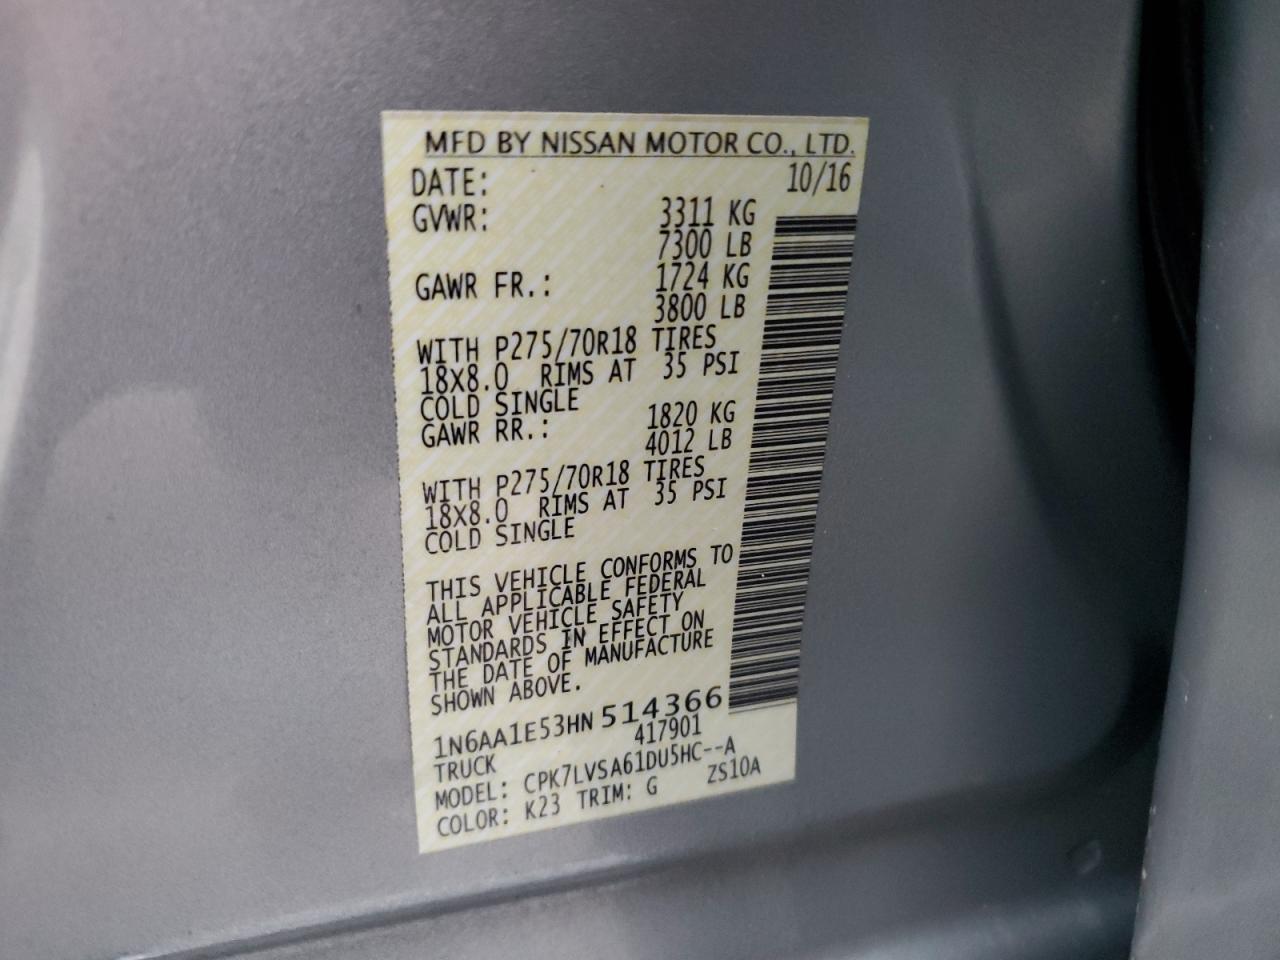 MFD BY NISSAN MOTOR CO., LTD.
DATE: 10/16
GVWR: 3311 KG
7300 LB
GAWR FR.: 1724 KG
3800 LB
WITH P275/70R18 TIRES
18X8.0 RIMS AT 35 PSI
COLD SINGLE
GAWR RR.: 1820 KG
4012 LB
WITH P275/70R18 TIRES
18X8.0 RIMS AT 35 PSI
COLD SINGLE
THIS VEHICLE CONFORMS TO
ALL APPLICABLE FEDERAL
MOTOR VEHICLE SAFETY
STANDARDS IN EFFECT ON
THE DATE OF MANUFACTURE
SHOWN ABOVE.
1N6AA1E53HN514366
TRUCK 417901
MODEL: CPK7LVSA61DU5HC--A
COLOR: K23 TRIM: G ZS10A